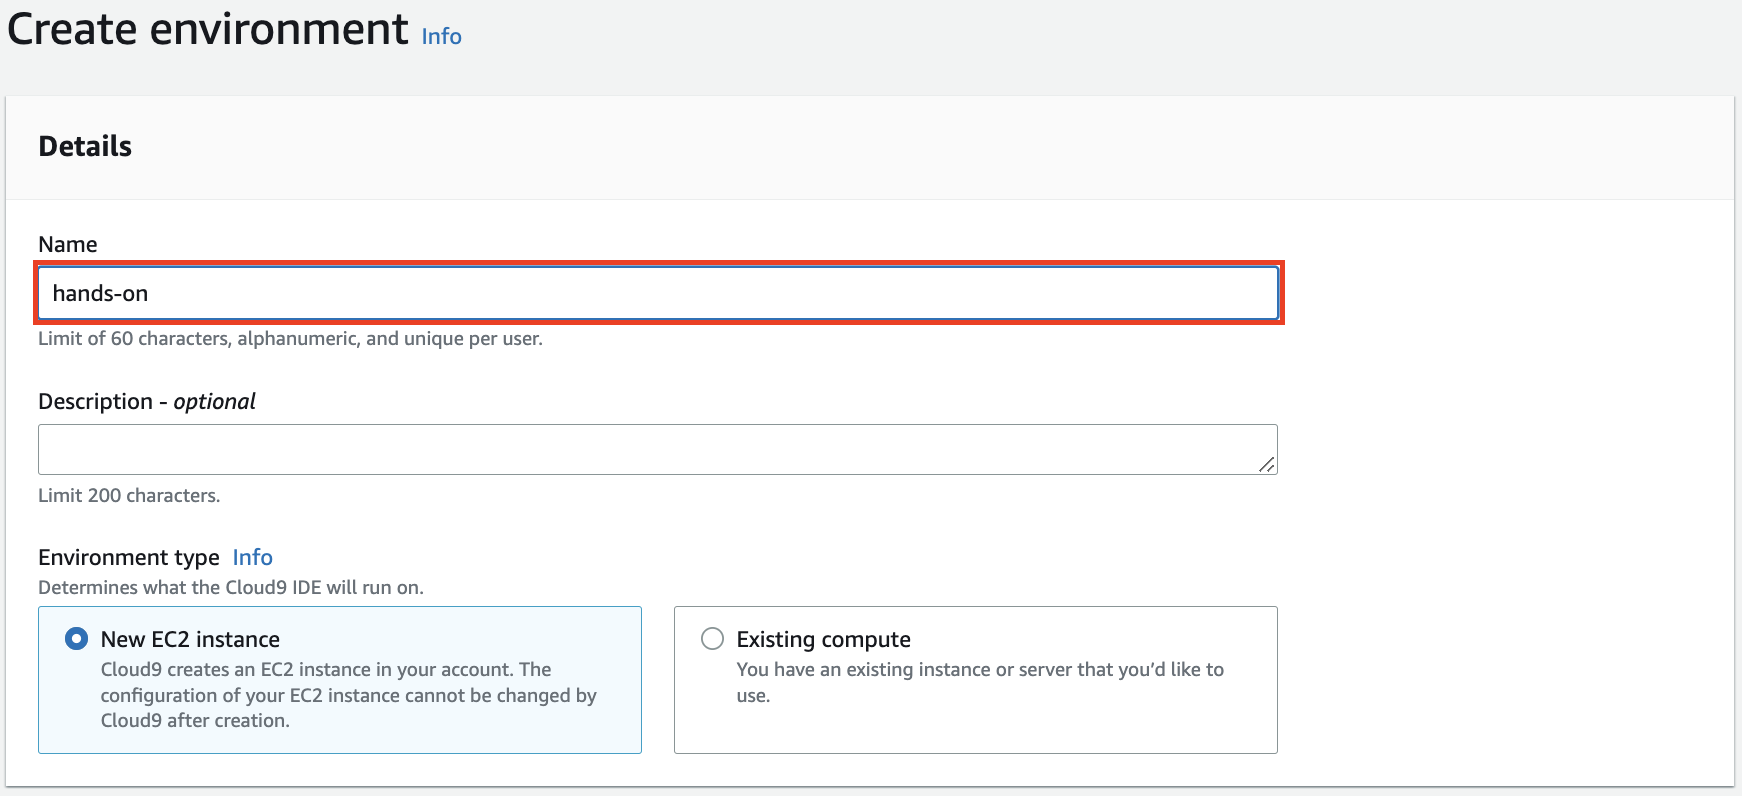 Create environment Info
Details
Name
hands-on
Limit of 60 characters, alphanumeric, and unique per user.
Description - optional
Limit 200 characters.
Environment type Info
Determines what the Cloud9 IDE will run on.
New EC2 instance
Cloud9 creates an EC2 instance in your account. The
configuration of your EC2 instance cannot be changed by
Cloud9 after creation.
Existing compute
You have an existing instance or server that you’d like to
use.